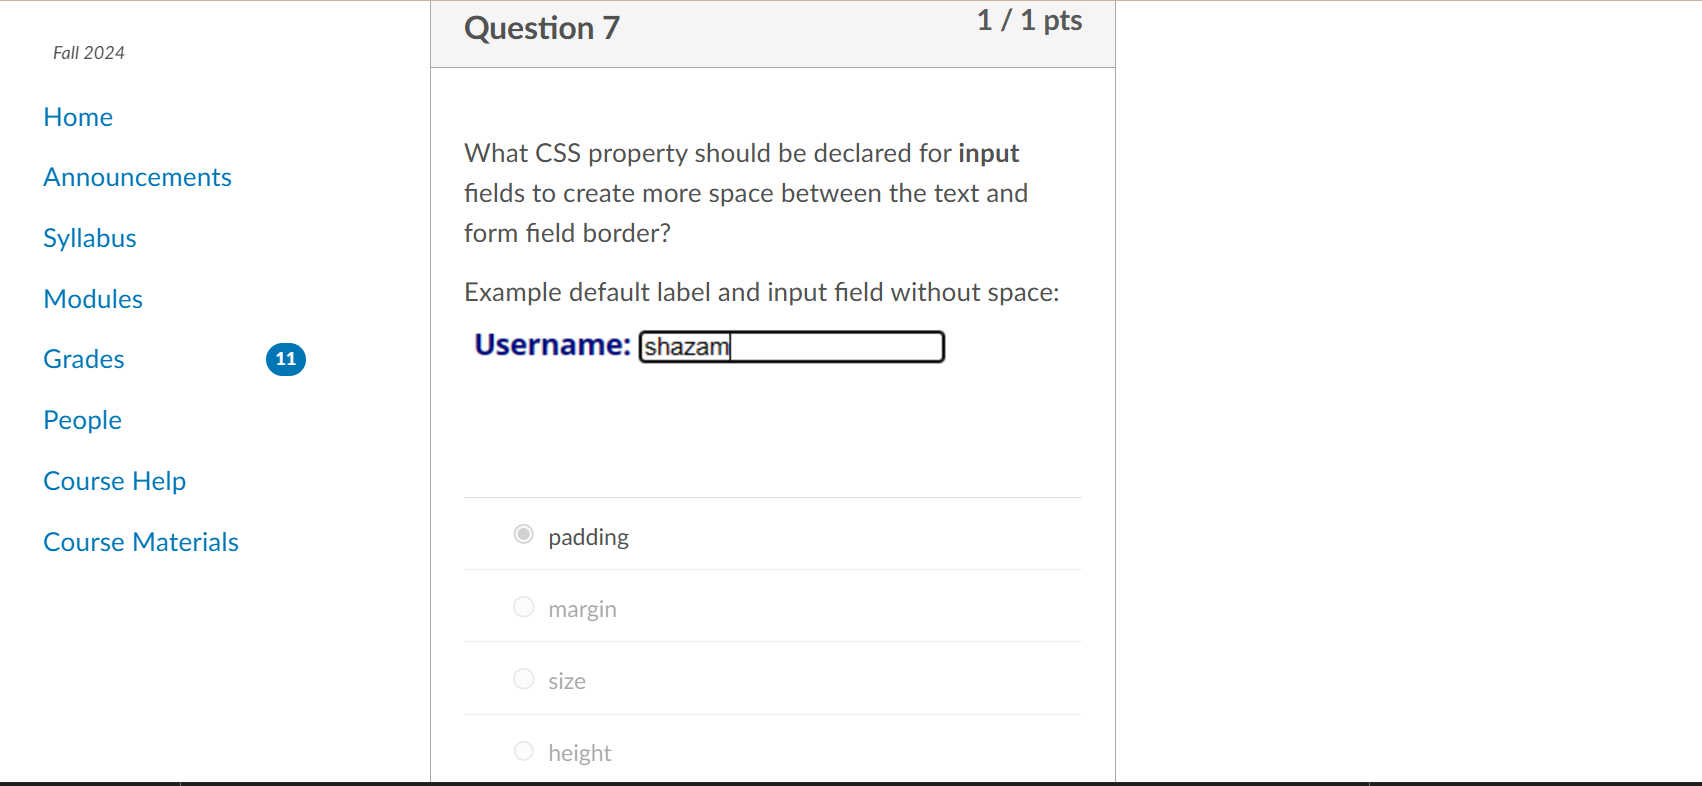 Fall 2024
Home
Announcements
Syllabus
Modules
Grades
11
People
Course Help
Course Materials
Question 7
1 / 1 pts
What CSS property should be declared for input
fields to create more space between the text and
form field border?
Example default label and input field without space:
Username: shazam
padding
margin
size
height